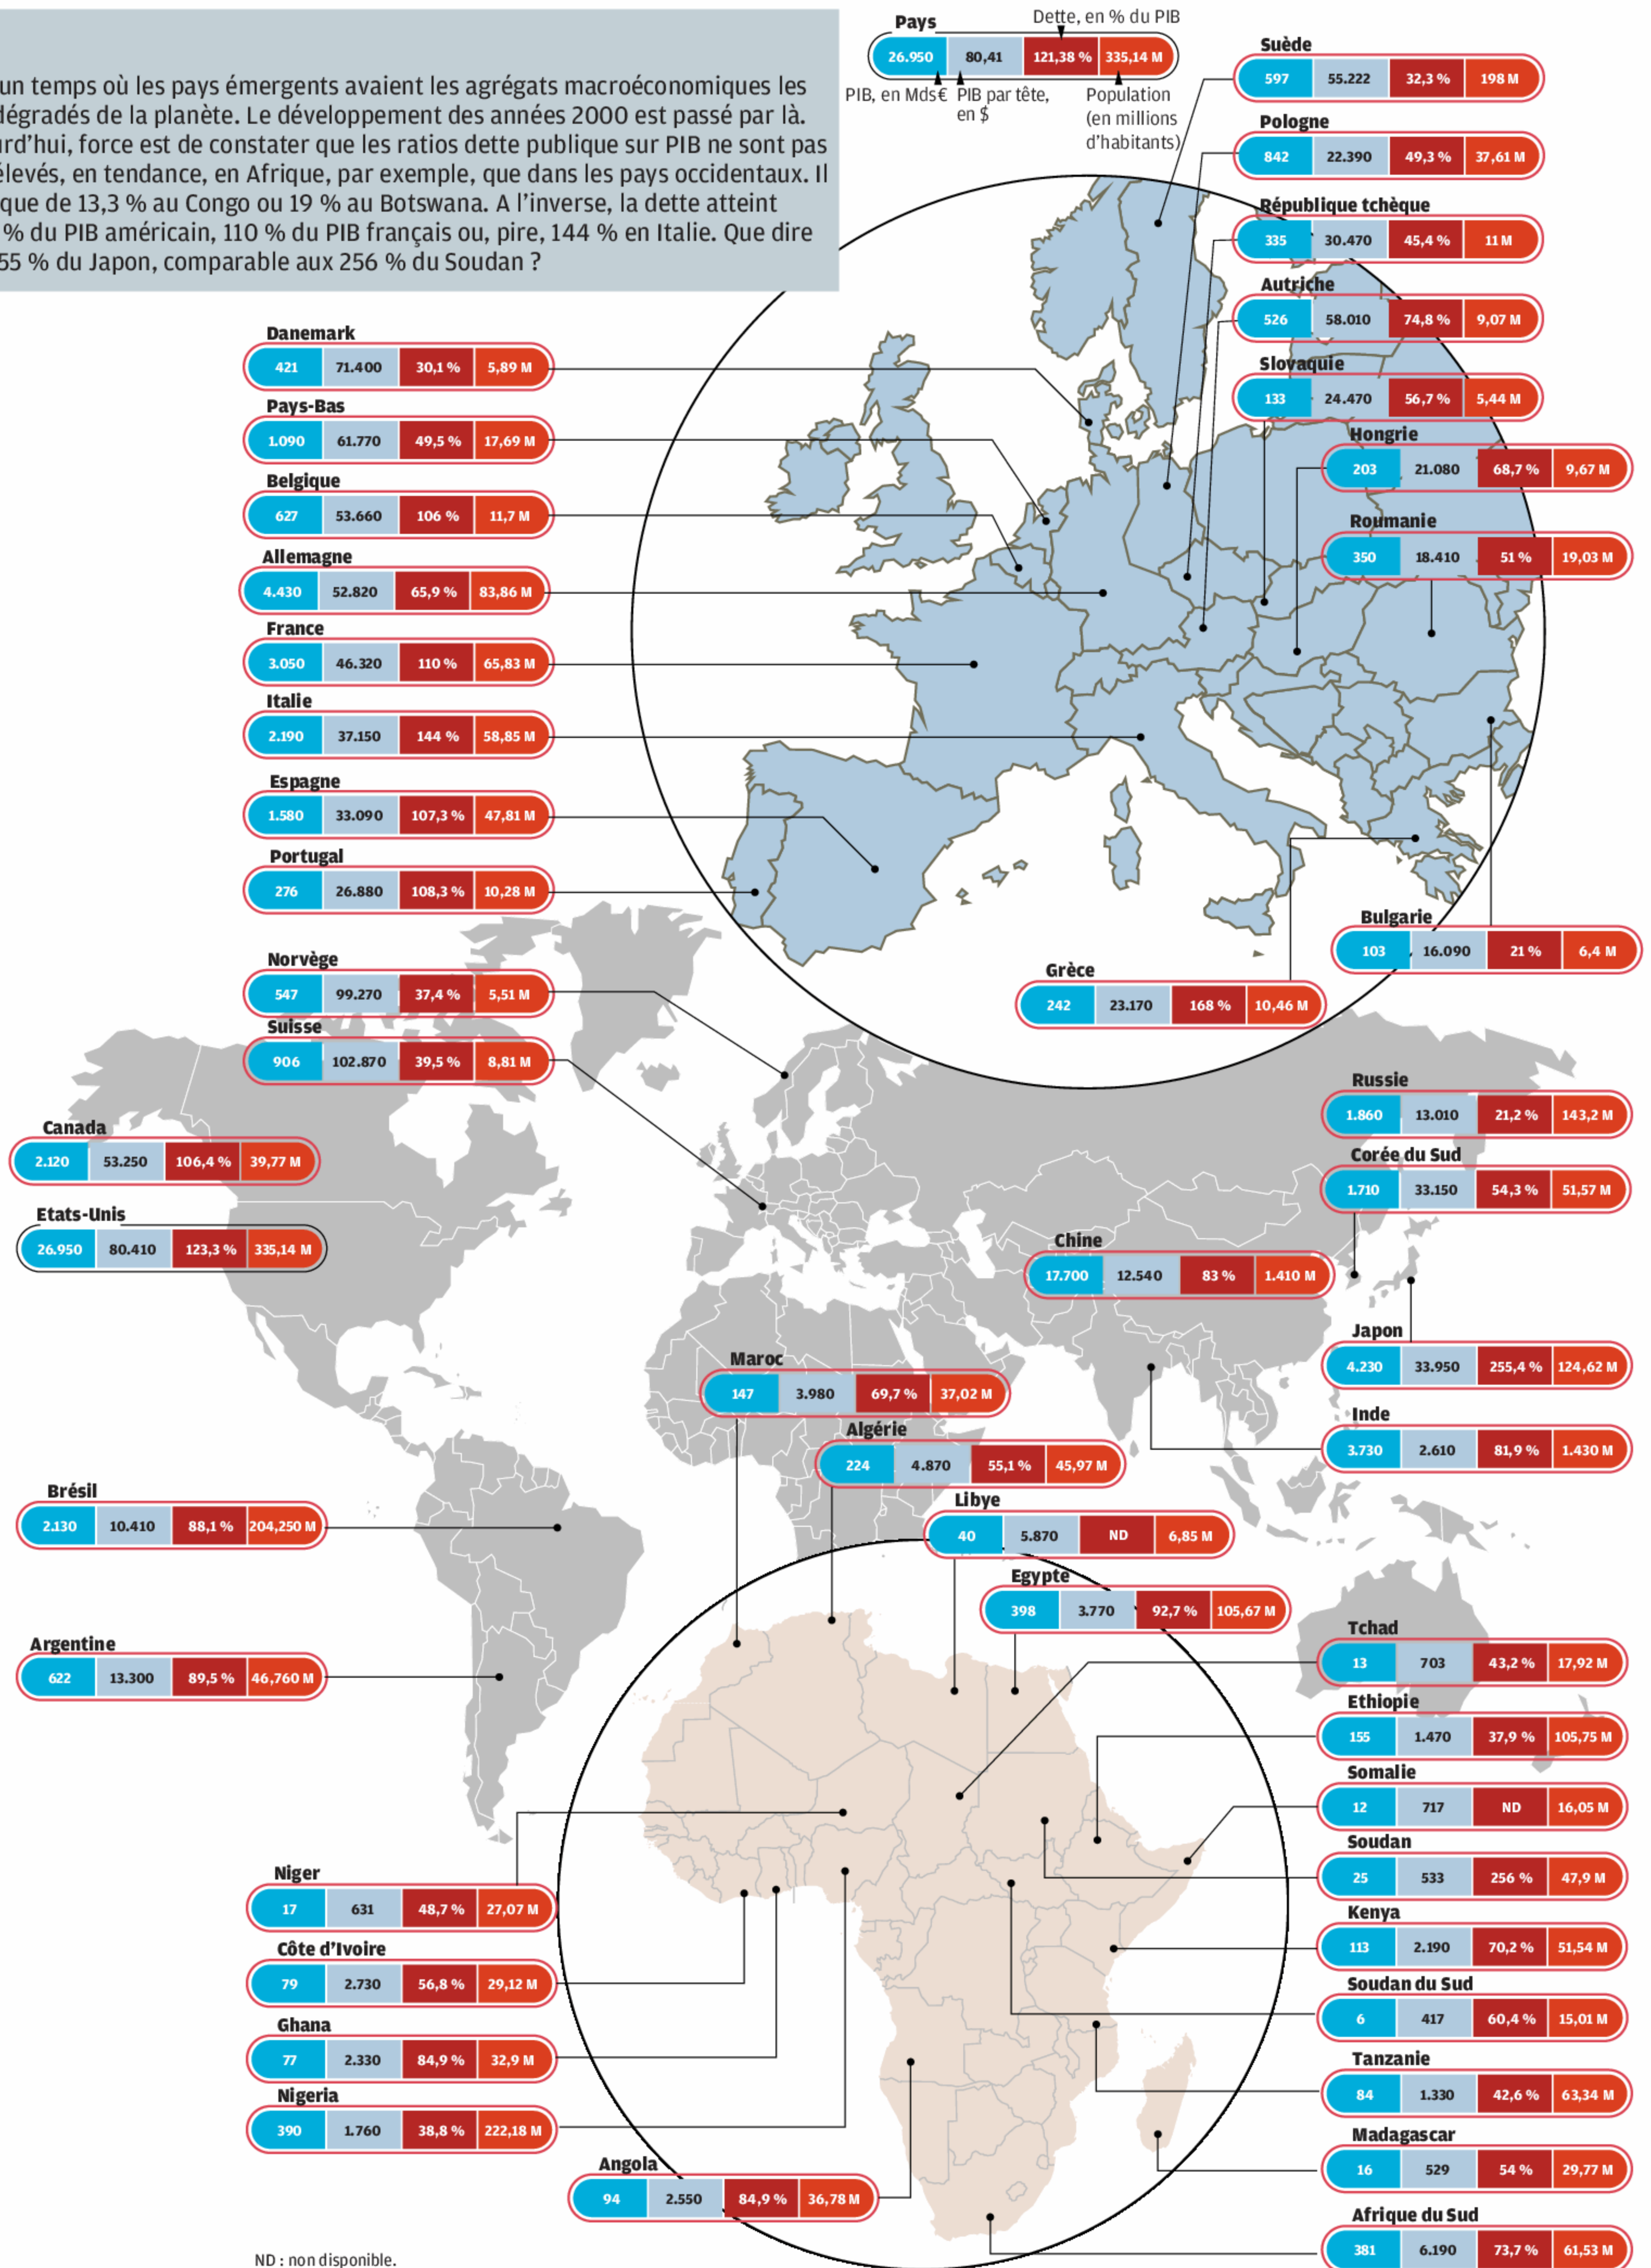 un temps où les pays émergents avaient les agrégats macroéconomiques les
dégradés de la planète. Le développement des années 2000 est passé par là.
urd'hui, force est de constater que les ratios dette publique sur PIB ne sont pas
élevés, en tendance, en Afrique, par exemple, que dans les pays occidentaux. Il
que de 13,3 % au Congo ou 19 % au Botswana. A l'inverse, la dette atteint
% du PIB américain, 110 % du PIB français ou, pire, 144 % en Italie. Que dire
55 % du Japon, comparable aux 256 % du Soudan ?
Pays
Dette, en % du PIB
26.950 80,41 121,38 % 335,14 M
PIB, en Mds€ PIB par tête, en $ Population (en millions d'habitants)
Suède
597 55.222 32,3 % 198 M
Pologne
842 22.390 49,3 % 37,61 M
République tchèque
335 30.470 45,4 % 11 M
Autriche
526 58.010 74,8 % 9,07 M
Slovaquie
133 24.470 56,7 % 5,44 M
Hongrie
203 21.080 68,7 % 9,67 M
Roumanie
350 18.410 51 % 19,03 M
Danemark
421 71.400 30,1 % 5,89 M
Pays-Bas
1.090 61.770 49,5 % 17,69 M
Belgique
627 53.660 106 % 11,7 M
Allemagne
4.430 52.820 65,9 % 83,86 M
France
3.050 46.320 110 % 65,83 M
Italie
2.190 37.150 144 % 58,85 M
Espagne
1.580 33.090 107,3 % 47,81 M
Portugal
276 26.880 108,3 % 10,28 M
Bulgarie
103 16.090 21 % 6,4 M
Grèce
242 23.170 168 % 10,46 M
Norvège
547 99.270 37,4 % 5,51 M
Suisse
906 102.870 39,5 % 8,81 M
Canada
2.120 53.250 106,4 % 39,77 M
Etats-Unis
26.950 80.410 123,3 % 335,14 M
Russie
1.860 13.010 21,2 % 143,2 M
Corée du Sud
1.710 33.150 54,3 % 51,57 M
Chine
17.700 12.540 83 % 1.410 M
Japon
4.230 33.950 255,4 % 124,62 M
Inde
3.730 2.610 81,9 % 1.430 M
Maroc
147 3.980 69,7 % 37,02 M
Algérie
224 4.870 55,1 % 45,97 M
Libye
40 5.870 ND 6,85 M
Egypte
398 3.770 92,7 % 105,67 M
Brésil
2.130 10.410 88,1 % 204,250 M
Argentine
622 13.300 89,5 % 46,760 M
Tchad
13 703 43,2 % 17,92 M
Ethiopie
155 1.470 37,9 % 105,75 M
Somalie
12 717 ND 16,05 M
Soudan
25 533 256 % 47,9 M
Kenya
113 2.190 70,2 % 51,54 M
Soudan du Sud
6 417 60,4 % 15,01 M
Tanzanie
84 1.330 42,6 % 63,34 M
Madagascar
16 529 54 % 29,77 M
Afrique du Sud
381 6.190 73,7 % 61,53 M
Niger
17 631 48,7 % 27,07 M
Côte d'Ivoire
79 2.730 56,8 % 29,12 M
Ghana
77 2.330 84,9 % 32,9 M
Nigeria
390 1.760 38,8 % 222,18 M
Angola
94 2.550 84,9 % 36,78 M
ND : non disponible.